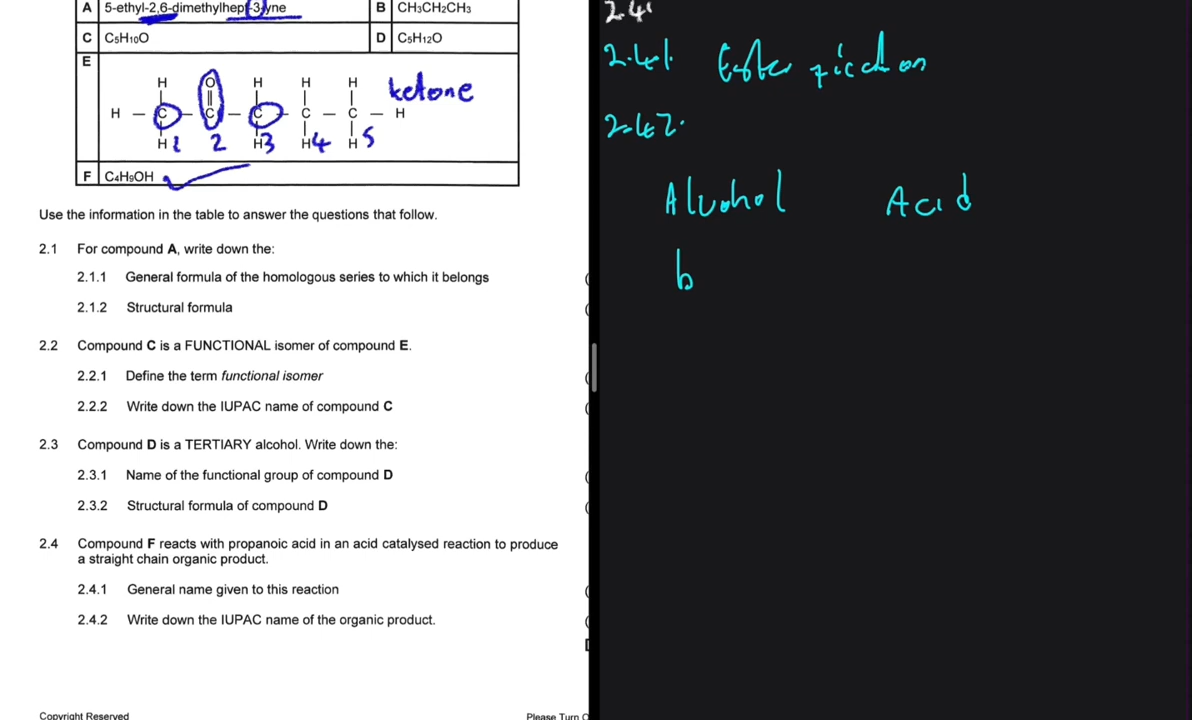 A 5-ethyl-2,6-dimethylhept-3-yne B CH₃CH₂CH₃
C C₅H₁₀O D C₅H₁₂O
E
H O H H H ketone
H – C – C – C – C – C – H
H 1 2 H 3 H 4 H 5
F C₄H₉OH
Use the information in the table to answer the questions that follow.
2.1 For compound A, write down the:
2.1.1 General formula of the homologous series to which it belongs
2.1.2 Structural formula
2.2 Compound C is a FUNCTIONAL isomer of compound E.
2.2.1 Define the term functional isomer
2.2.2 Write down the IUPAC name of compound C
2.3 Compound D is a TERTIARY alcohol. Write down the:
2.3.1 Name of the functional group of compound D
2.3.2 Structural formula of compound D
2.4 Compound F reacts with propanoic acid in an acid catalysed reaction to produce
a straight chain organic product.
2.4.1 General name given to this reaction
2.4.2 Write down the IUPAC name of the organic product.
Copyright Reserved Please Turn O
2.4
2.4.1. Esterification
2.4.2.
Alcohol Acid
b